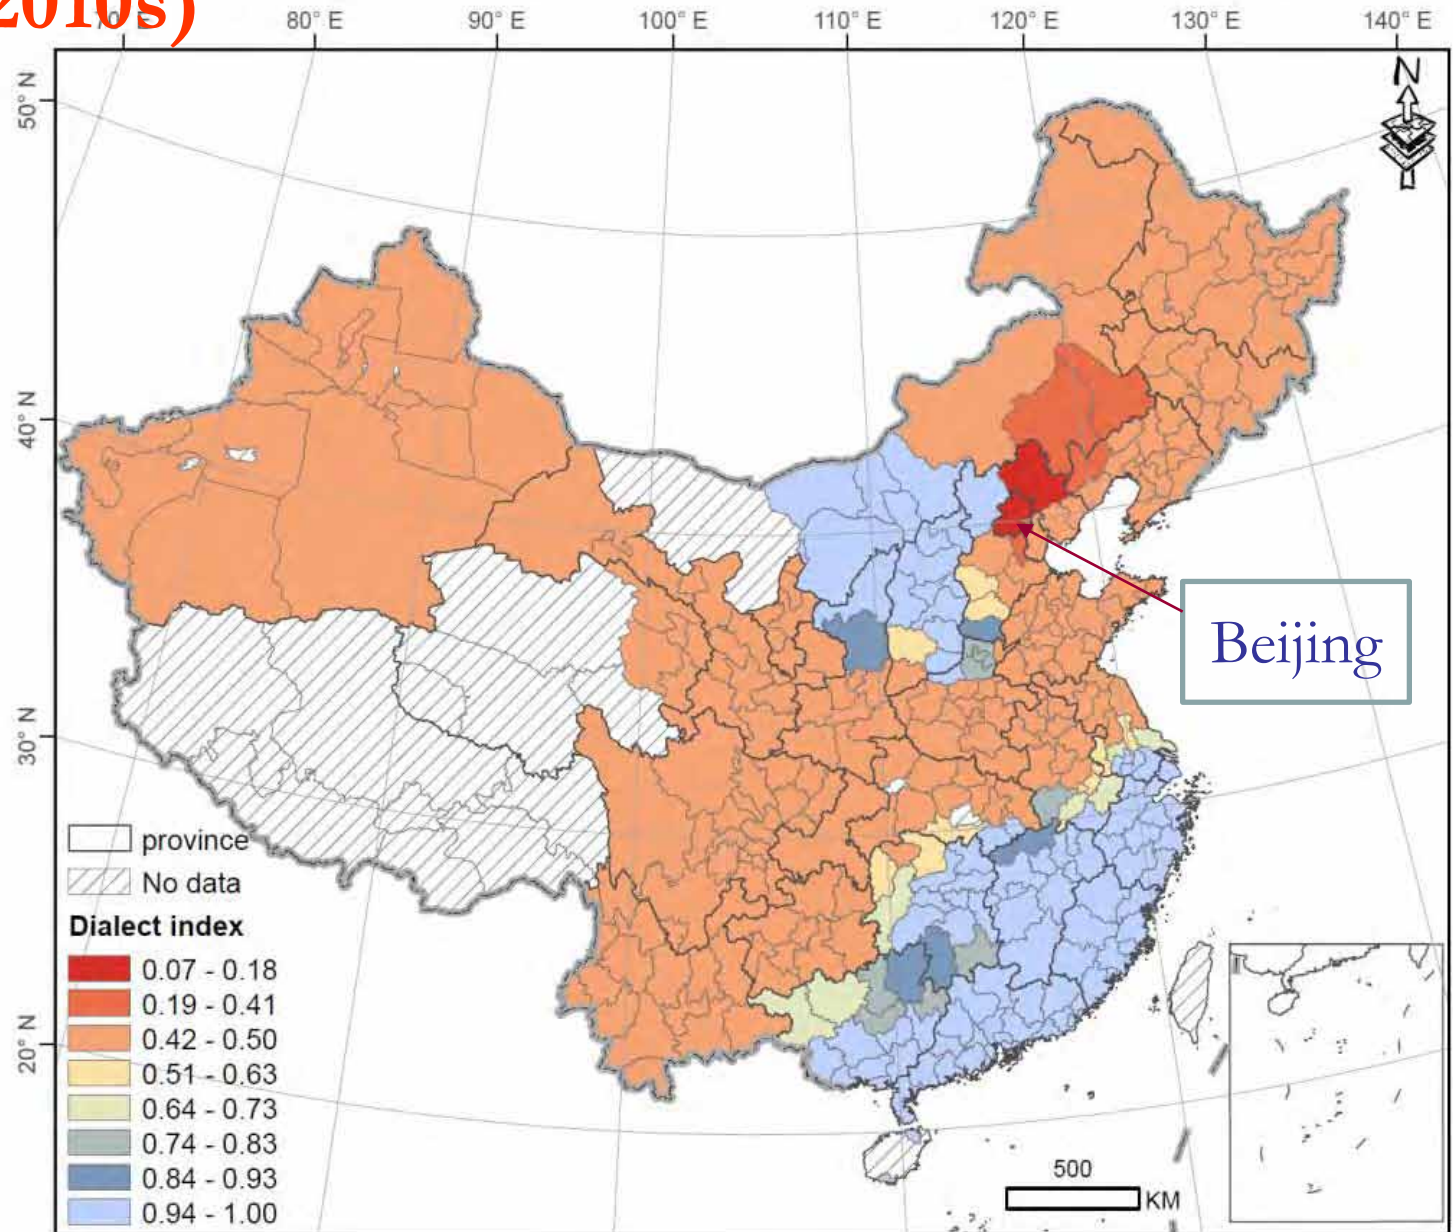 2010s)
70° E 80° E 90° E 100° E 110° E 120° E 130° E 140° E
50° N
40° N
30° N
20° N
N
Beijing
province
No data
Dialect index
0.07 - 0.18
0.19 - 0.41
0.42 - 0.50
0.51 - 0.63
0.64 - 0.73
0.74 - 0.83
0.84 - 0.93
0.94 - 1.00
500
KM